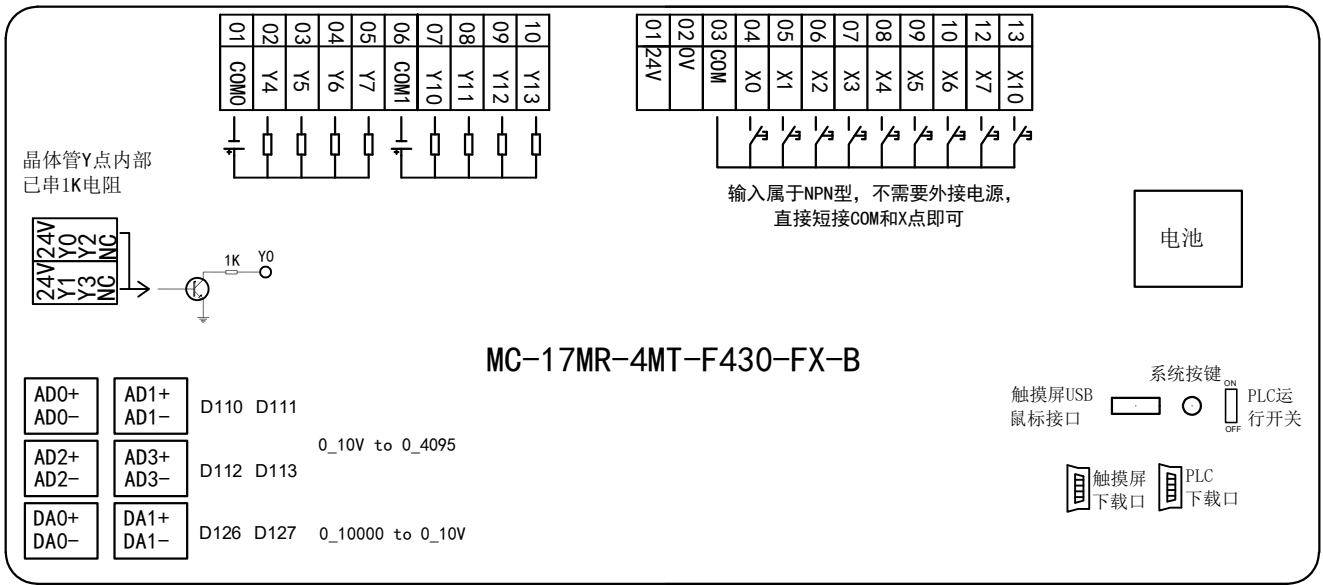 01 02 03 04 05 06 07 08 09 10
COM0 Y4 Y5 Y6 Y7 COM1 Y10 Y11 Y12 Y13
01 02 03 04 05 06 07 08 09 10 12 13
24V 0V COM X0 X1 X2 X3 X4 X5 X6 X7 X10
晶体管Y点内部
已串1K电阻
输入属于NPN型，不需要外接电源，
直接短接COM和X点即可
24V Y0 Y2 NC
24V Y1 Y3 NC
1K Y0
电池
MC-17MR-4MT-F430-FX-B
系统按键
ON
触摸屏USB
鼠标接口
PLC运
行开关
OFF
AD0+ AD1+
AD0- AD1-
D110 D111
0_10V to 0_4095
AD2+ AD3+
AD2- AD3-
D112 D113
触摸屏
下载口
PLC
下载口
DA0+ DA1+
DA0- DA1-
D126 D127 0_10000 to 0_10V